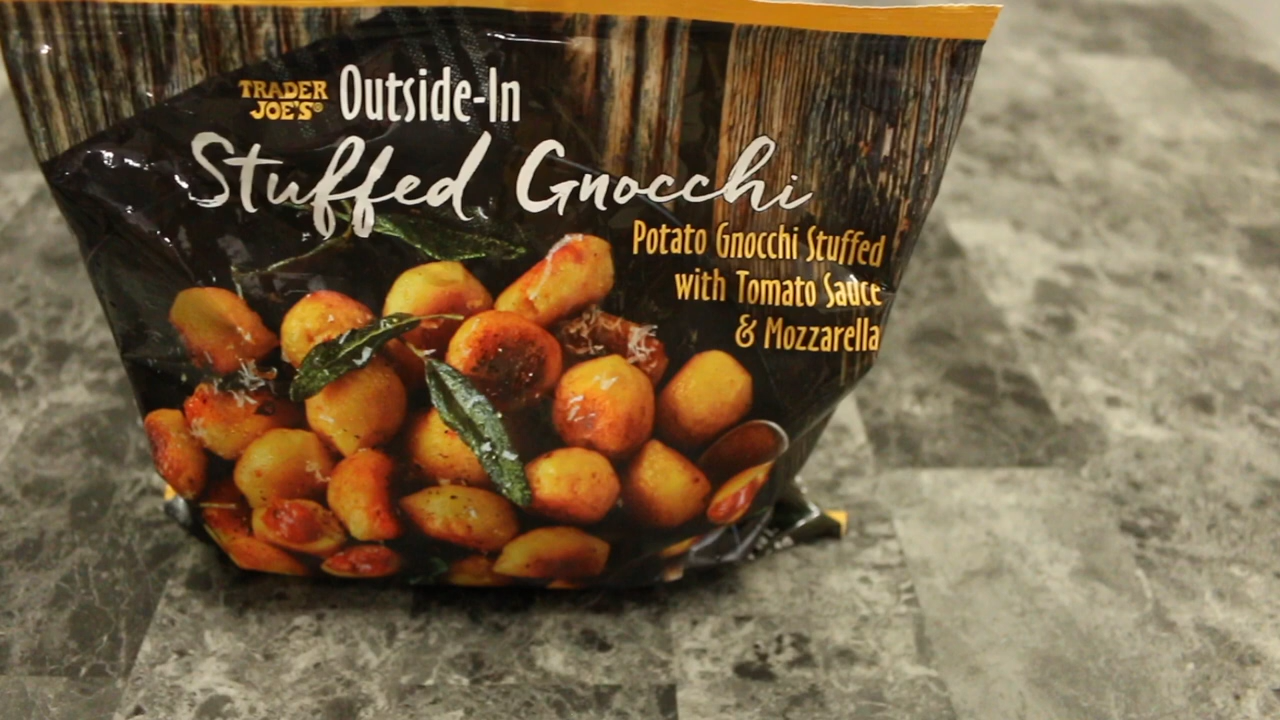 TRADER
JOE'S®
Outside-In
Stuffed Gnocchi
Potato Gnocchi Stuffed
with Tomato Sauce
& Mozzarella